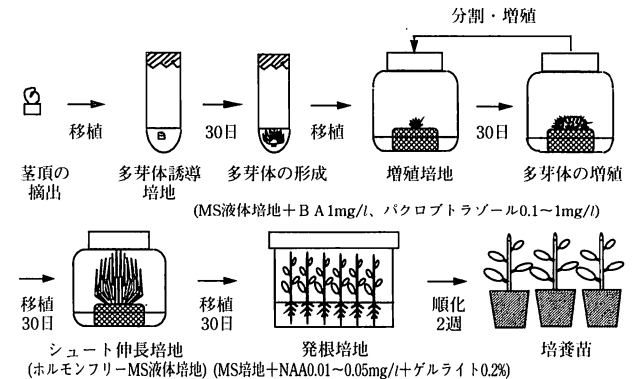 分割・増殖
移植
30日
移植
30日
茎頂の
摘出
多芽体誘導
培地
多芽体の形成
増殖培地
多芽体の増殖
(MS液体培地＋BA1mg/l、パクロブトラゾール0.1～1mg/l)
移植
30日
移植
30日
順化
2週
シュート伸長培地
発根培地
培養苗
(ホルモンフリーMS液体培地)
(MS培地+NAA0.01～0.05mg/l+ゲルライト0.2%)